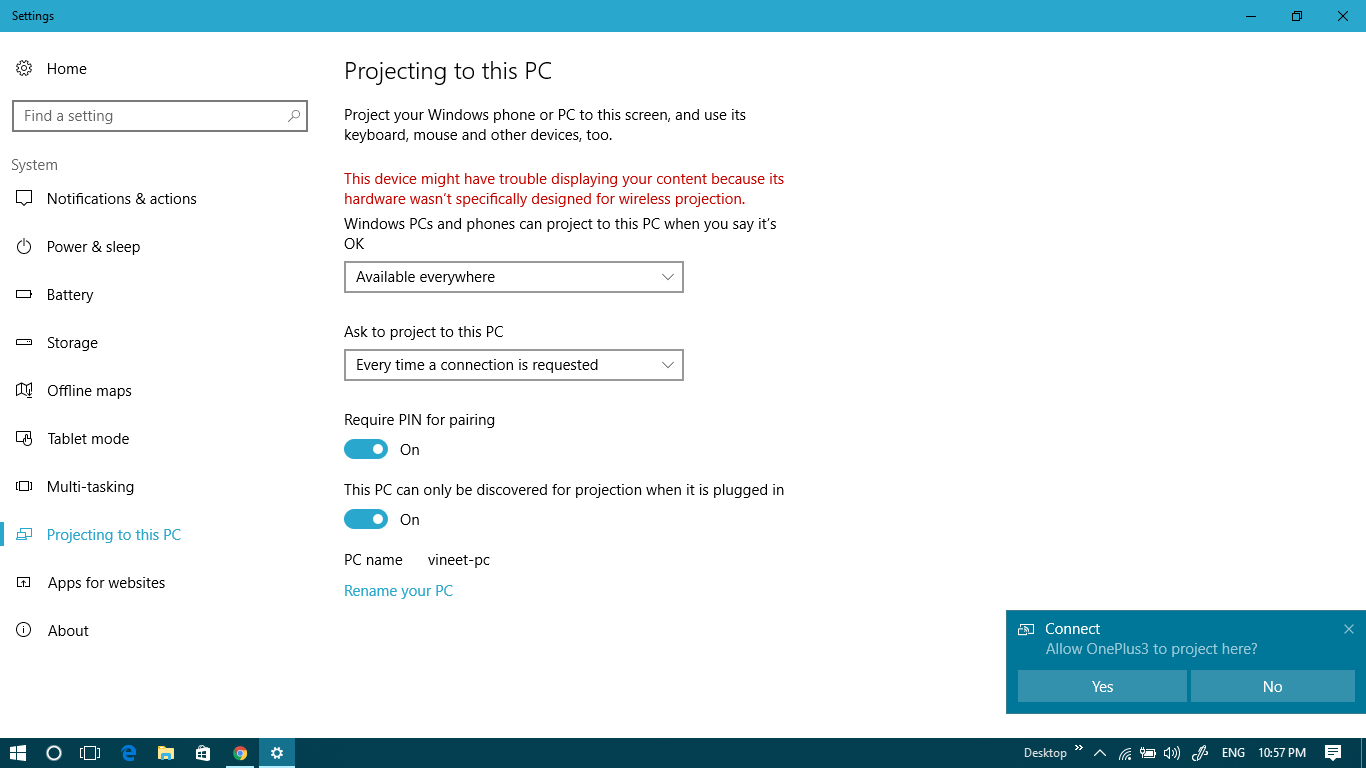 Settings
Home
Find a setting
System
Notifications & actions
Power & sleep
Battery
Storage
Offline maps
Tablet mode
Multi-tasking
Projecting to this PC
Apps for websites
About
Projecting to this PC
Project your Windows phone or PC to this screen, and use its
keyboard, mouse and other devices, too.
This device might have trouble displaying your content because its
hardware wasn't specifically designed for wireless projection.
Windows PCs and phones can project to this PC when you say it's
OK
Available everywhere
Ask to project to this PC
Every time a connection is requested
Require PIN for pairing
On
This PC can only be discovered for projection when it is plugged in
On
PC name vineet-pc
Rename your PC
Connect
Allow OnePlus3 to project here?
Yes No
Desktop ENG 10:57 PM